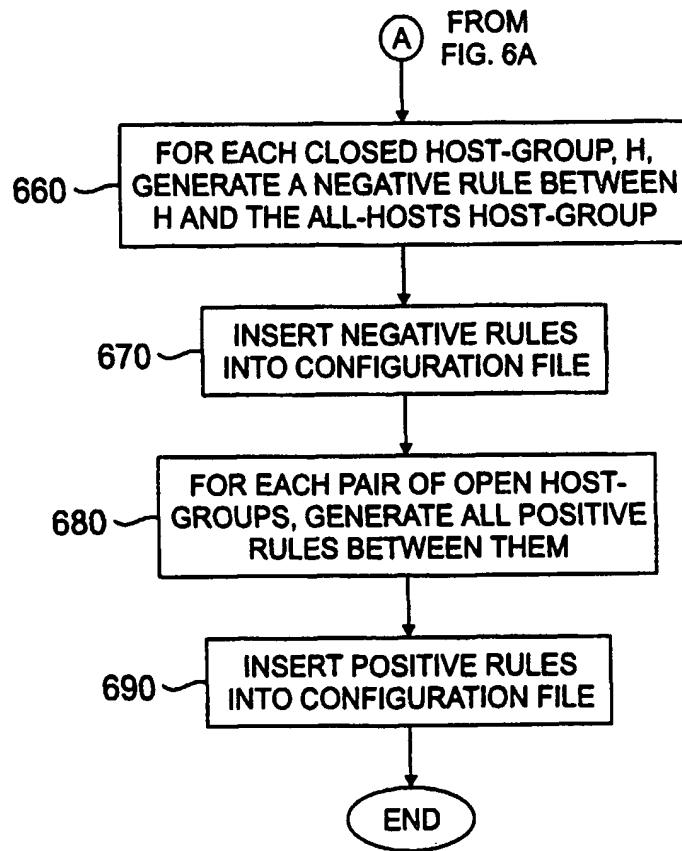 A
FROM
FIG. 6A
660
FOR EACH CLOSED HOST-GROUP, H,
GENERATE A NEGATIVE RULE BETWEEN
H AND THE ALL-HOSTS HOST-GROUP
670
INSERT NEGATIVE RULES
INTO CONFIGURATION FILE
680
FOR EACH PAIR OF OPEN HOST-
GROUPS, GENERATE ALL POSITIVE
RULES BETWEEN THEM
690
INSERT POSITIVE RULES
INTO CONFIGURATION FILE
END